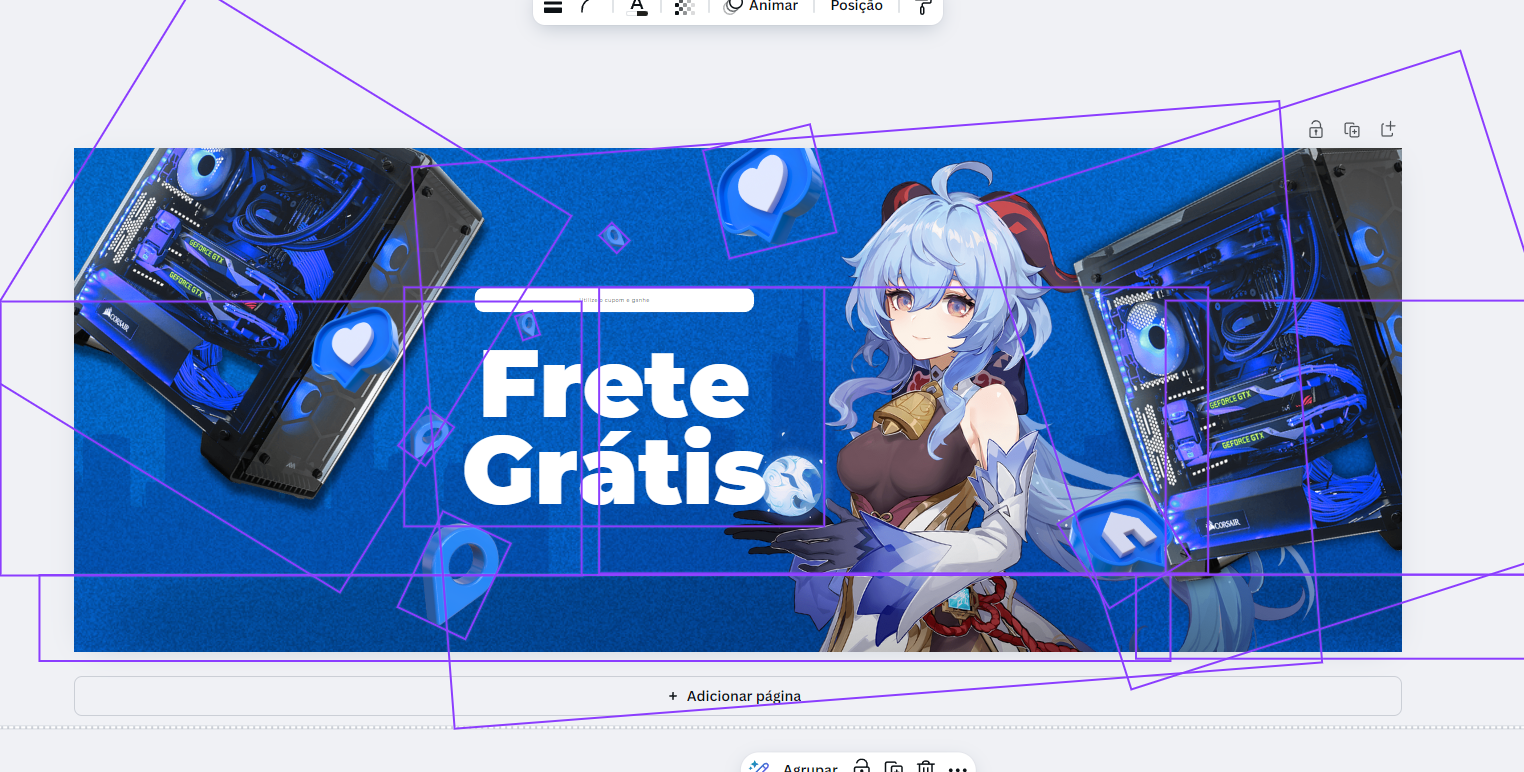 Animar
Posição
GEFORCE GTX
GEFORCE GTX
CORSAIR
Utilize o cupom e ganhe
Frete
Grátis
GEFORCE GTX
GEFORCE GTX
CORSAIR
+ Adicionar página
Agrupar